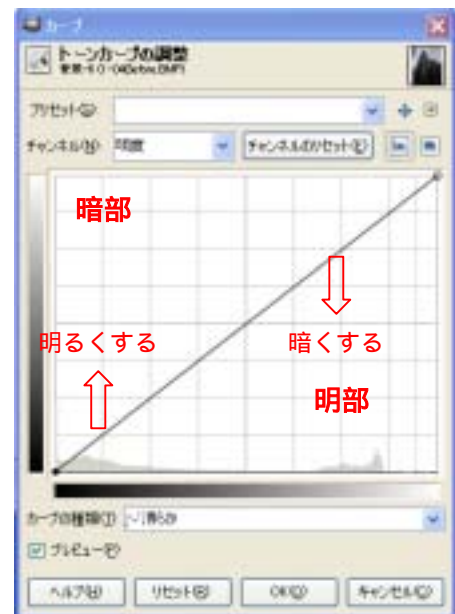 カーブ
トーンカーブの調整
プリセット(S):
チャンネル(N) 明度 チャンネルのリセット(E)
暗部
明るくする
暗くする
明部
カーブの種類(T) 滑らか
プレビュー(P)
ヘルプ(H) リセット(R) OK(O) キャンセル(C)